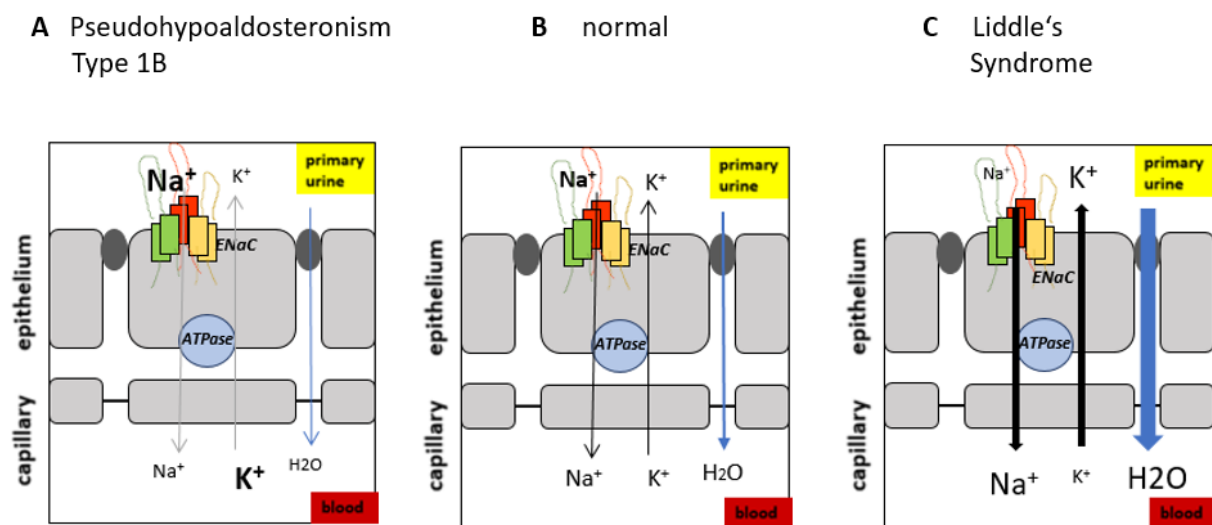 A Pseudohypoaldosteronism
Type 1B
B normal
C Liddle‘s
Syndrome
epithelium
capillary
primary
urine
Na⁺
K⁺
ENaC
ATPase
Na⁺
K⁺
H2O
blood
epithelium
capillary
primary
urine
Na⁺
K⁺
ENaC
ATPase
Na⁺
K⁺
H2O
blood
epithelium
capillary
primary
urine
Na⁺
K⁺
ENaC
ATPase
Na⁺
K⁺
H2O
blood